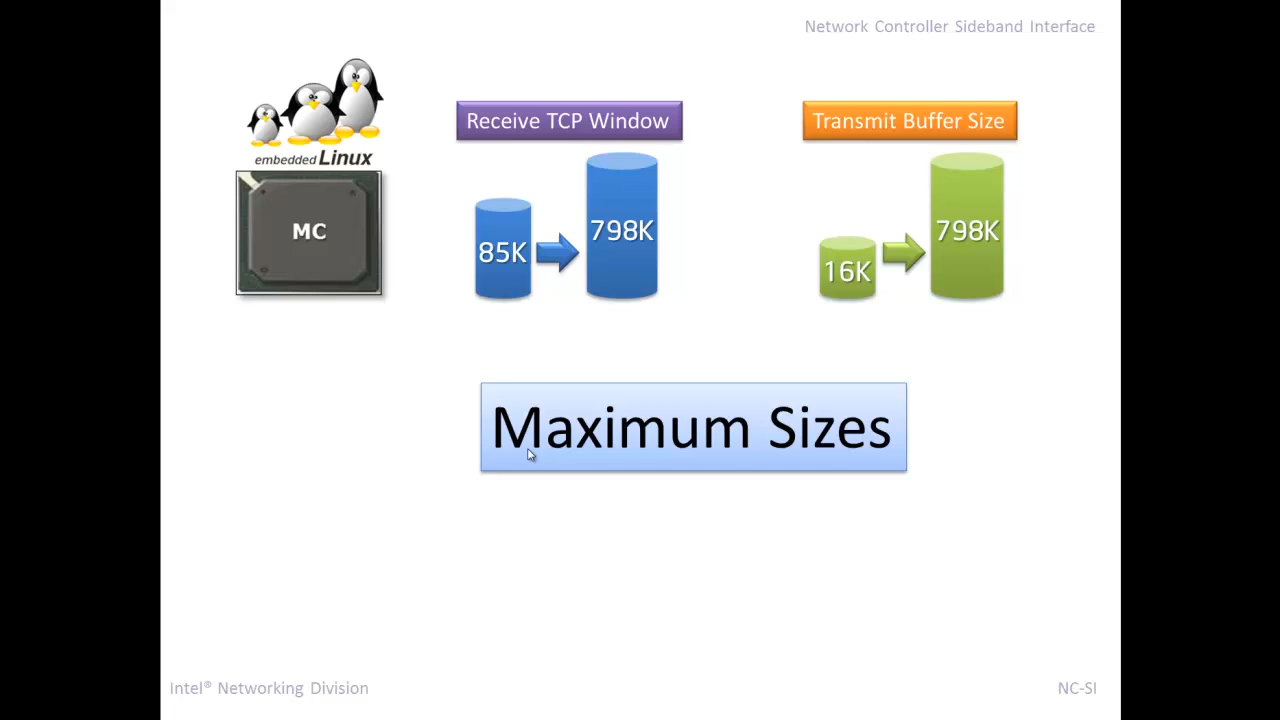 Network Controller Sideband Interface
embedded Linux
MC
Receive TCP Window
85K
798K
Transmit Buffer Size
16K
798K
Maximum Sizes
Intel® Networking Division
NC-SI